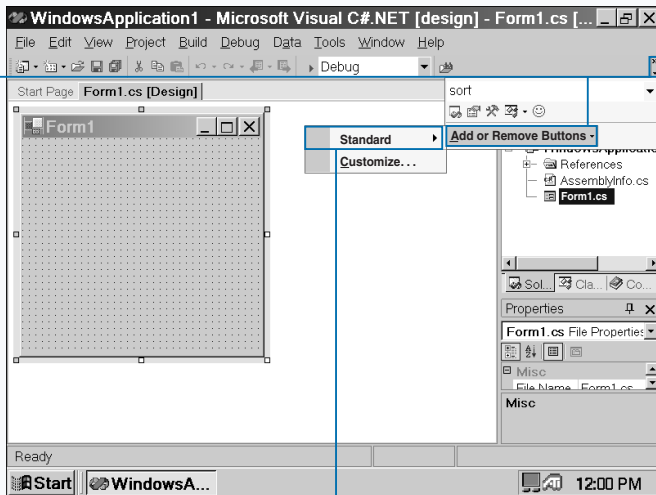 WindowsApplication1 - Microsoft Visual C#.NET [design] - Form1.cs [...
File Edit View Project Build Debug Data Tools Window Help
Debug
Start Page Form1.cs [Design]
sort
Form1
Standard
Add or Remove Buttons
Customize...
WindowsApplicatio
References
AssemblyInfo.cs
Form1.cs
Sol... Cla... Co...
Properties
Form1.cs File Properties
Misc
File Name Form1.cs
Misc
Ready
Start WindowsA... 12:00 PM